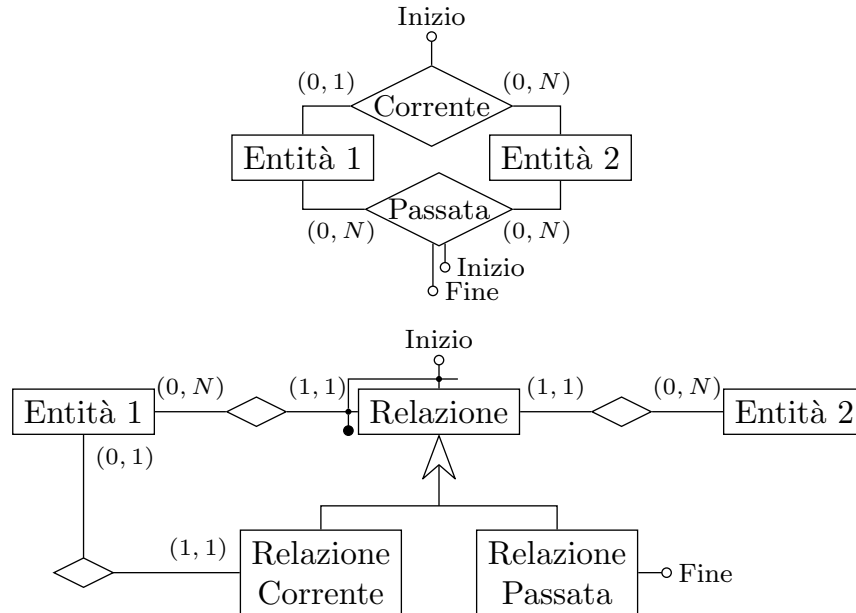 Inizio
(0, 1)
(0, N)
Corrente
Entità 1
Entità 2
Passata
(0, N)
(0, N)
Inizio
Fine
Inizio
(0, N)
(1, 1)
(1, 1)
(0, N)
Entità 1
Relazione
Entità 2
(0, 1)
(1, 1)
Relazione
Corrente
Relazione
Passata
Fine